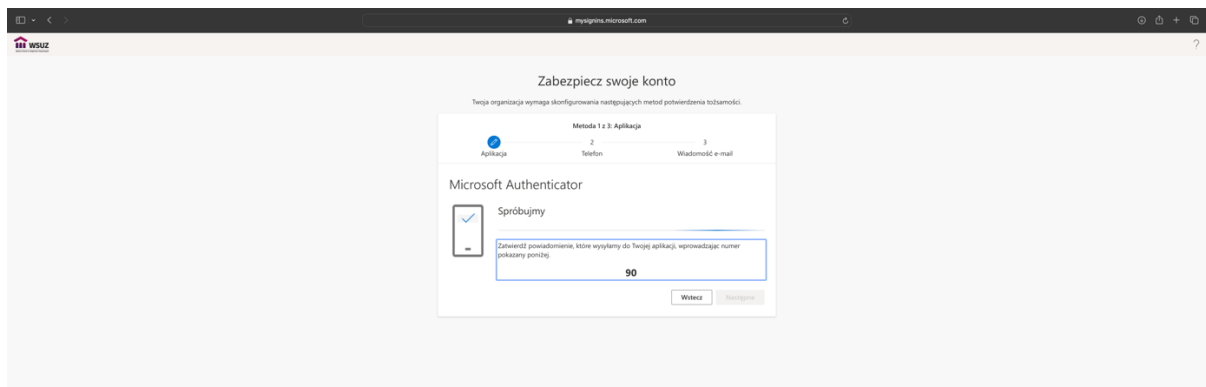 mysignins.microsoft.com
WSUZ
?
Zabezpiecz swoje konto
Twoja organizacja wymaga skonfigurowania następujących metod potwierdzenia tożsamości.
Metoda 1 z 3: Aplikacja
2
3
Aplikacja
Telefon
Wiadomość e-mail
Microsoft Authenticator
Spróbujmy
Zatwierdź powiadomienie, które wysyłamy do Twojej aplikacji, wprowadzając numer
pokazany poniżej.
90
Wstecz
Następne